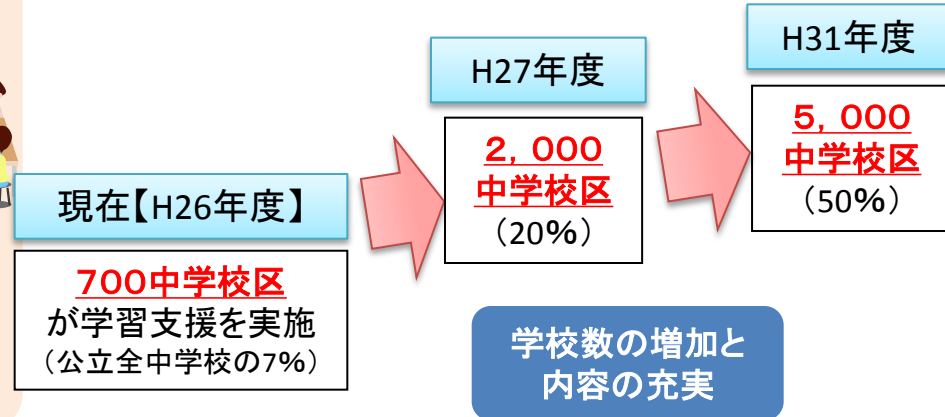 現在【H26年度】
700中学校区
が学習支援を実施
（公立全中学校の7%）
H27年度
2，000
中学校区
（20%）
H31年度
5，000
中学校区
（50%）
学校数の増加と
内容の充実